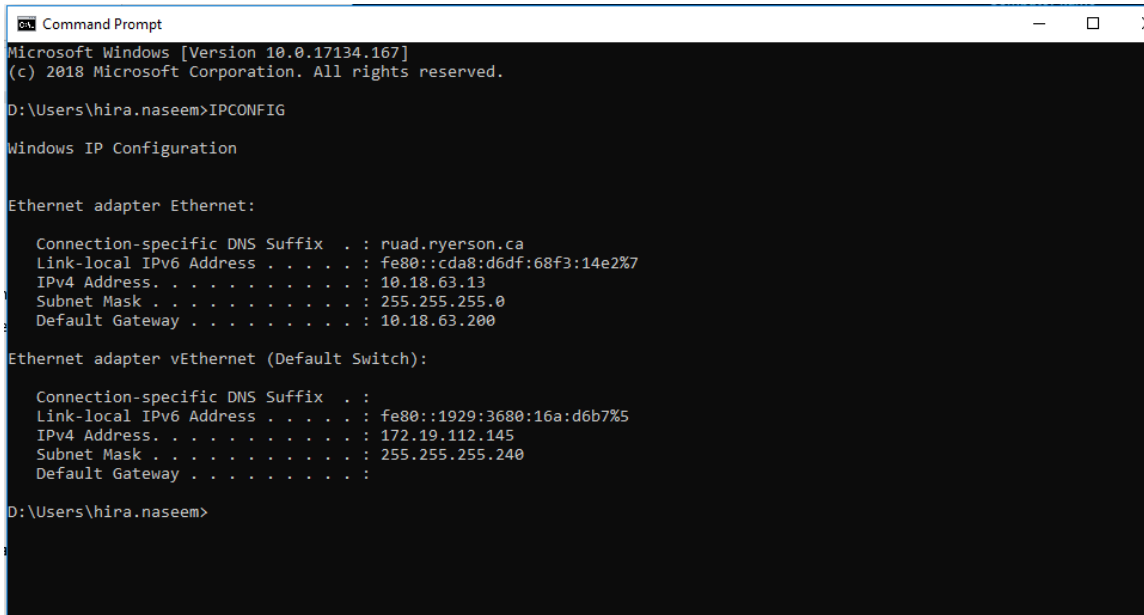 Command Prompt
Microsoft Windows [Version 10.0.17134.167]
(c) 2018 Microsoft Corporation. All rights reserved.
D:\Users\hira.naseem>IPCONFIG
Windows IP Configuration
Ethernet adapter Ethernet:
Connection-specific DNS Suffix  . : ruad.ryerson.ca
Link-local IPv6 Address . . . . . : fe80::cda8:d6df:68f3:14e2%7
IPv4 Address. . . . . . . . . . . : 10.18.63.13
Subnet Mask . . . . . . . . . . . : 255.255.255.0
Default Gateway . . . . . . . . . : 10.18.63.200
Ethernet adapter vEthernet (Default Switch):
Connection-specific DNS Suffix  . :
Link-local IPv6 Address . . . . . : fe80::1929:3680:16a:d6b7%5
IPv4 Address. . . . . . . . . . . : 172.19.112.145
Subnet Mask . . . . . . . . . . . : 255.255.255.240
Default Gateway . . . . . . . . . :
D:\Users\hira.naseem>